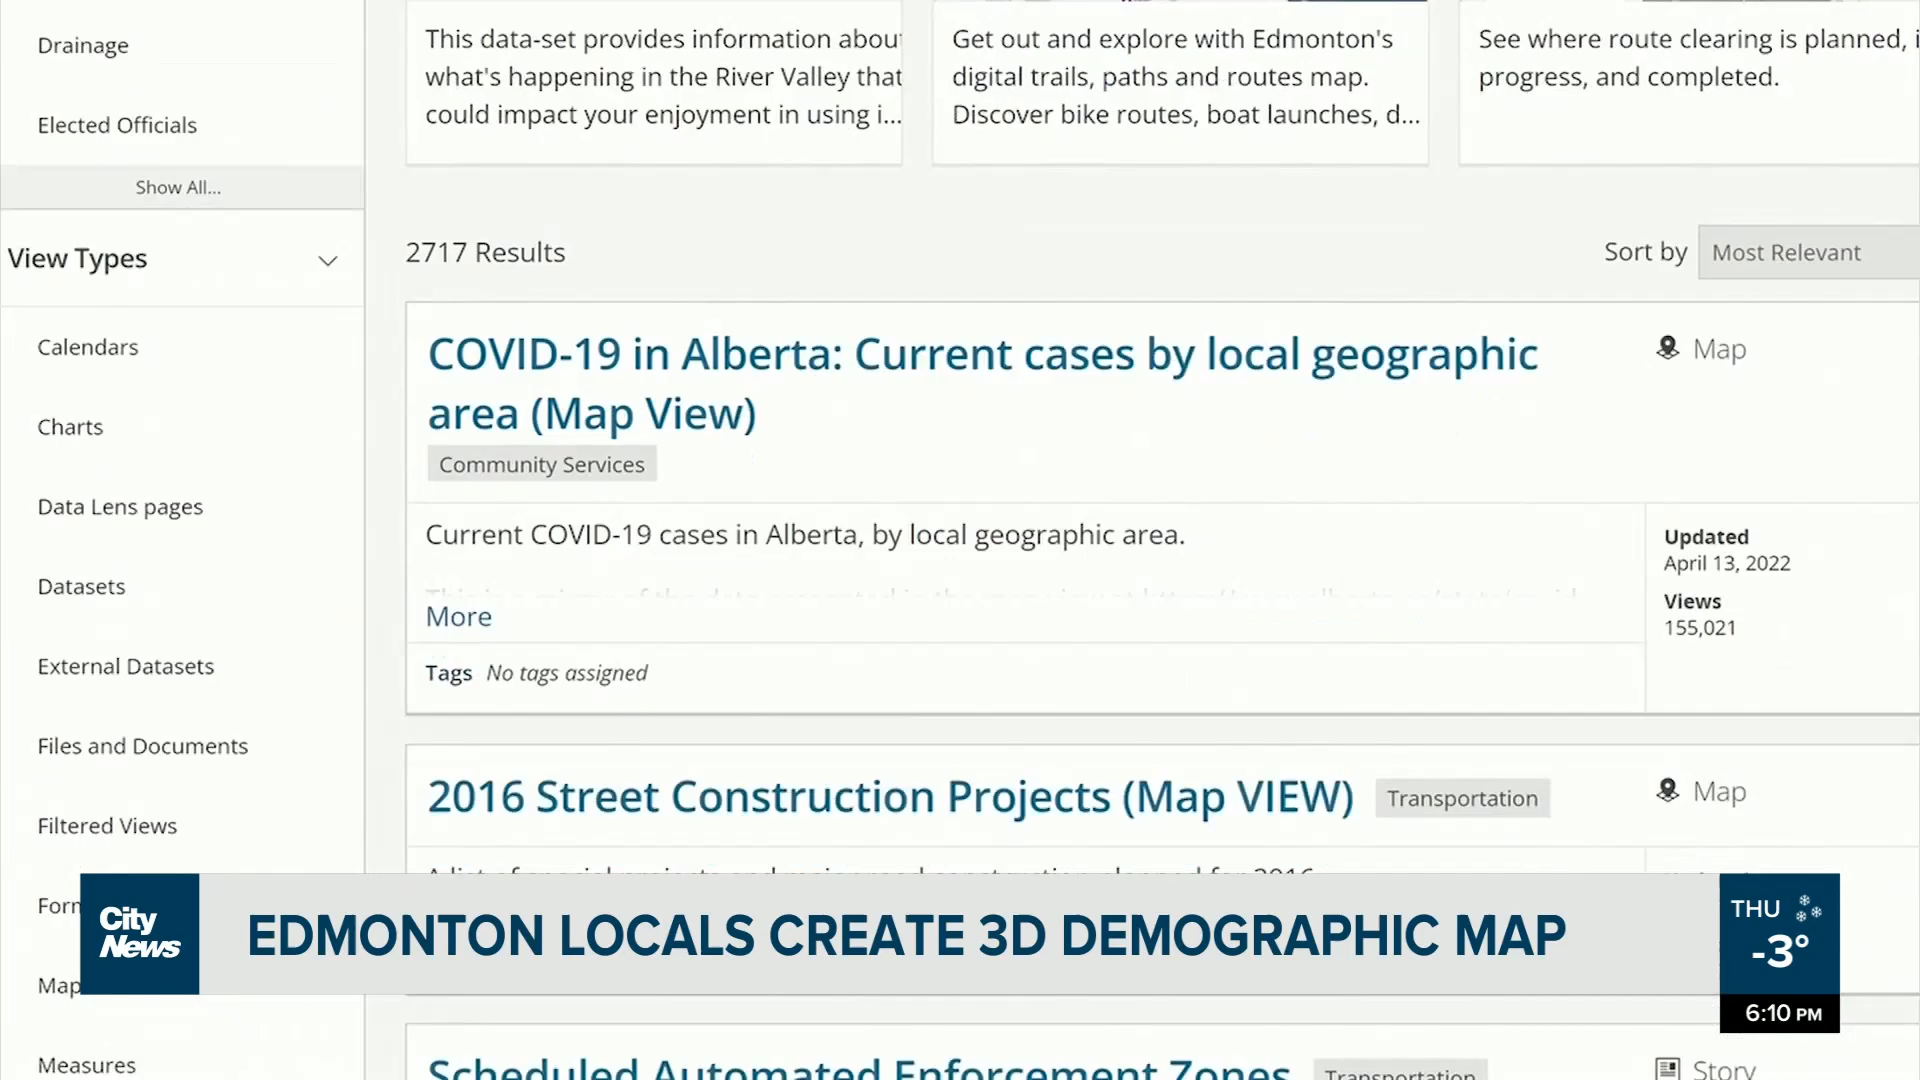 Drainage
Elected Officials
Show All...
View Types
Calendars
Charts
Data Lens pages
Datasets
External Datasets
Files and Documents
Filtered Views
Measures
This data-set provides information about
what's happening in the River Valley that
could impact your enjoyment in using i...
Get out and explore with Edmonton's
digital trails, paths and routes map.
Discover bike routes, boat launches, d...
See where route clearing is planned, i
progress, and completed.
2717 Results
Sort by Most Relevant
COVID-19 in Alberta: Current cases by local geographic
area (Map View)
Map
Community Services
Current COVID-19 cases in Alberta, by local geographic area.
More
Tags No tags assigned
Updated
April 13, 2022
Views
155,021
2016 Street Construction Projects (Map VIEW) Transportation
Map
Scheduled Automated Enforcement Zones Transportation
Story
City
News
EDMONTON LOCALS CREATE 3D DEMOGRAPHIC MAP
THU
-3°
6:10 PM